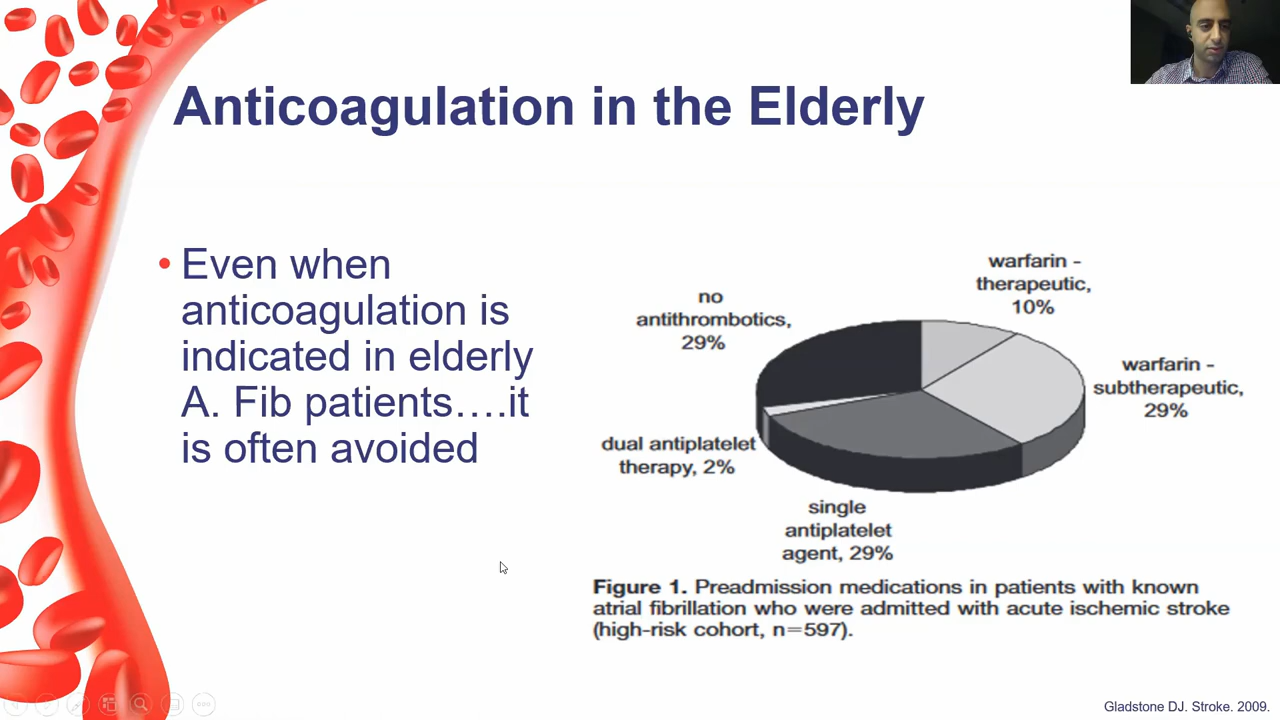 Anticoagulation in the Elderly
• Even when
anticoagulation is
indicated in elderly
A. Fib patients….it
is often avoided
warfarin -
therapeutic,
10%
no
antithrombotics,
29%
warfarin -
subtherapeutic,
29%
dual antiplatelet
therapy, 2%
single
antiplatelet
agent, 29%
Figure 1. Preadmission medications in patients with known
atrial fibrillation who were admitted with acute ischemic stroke
(high-risk cohort, n=597).
Gladstone DJ. Stroke. 2009.